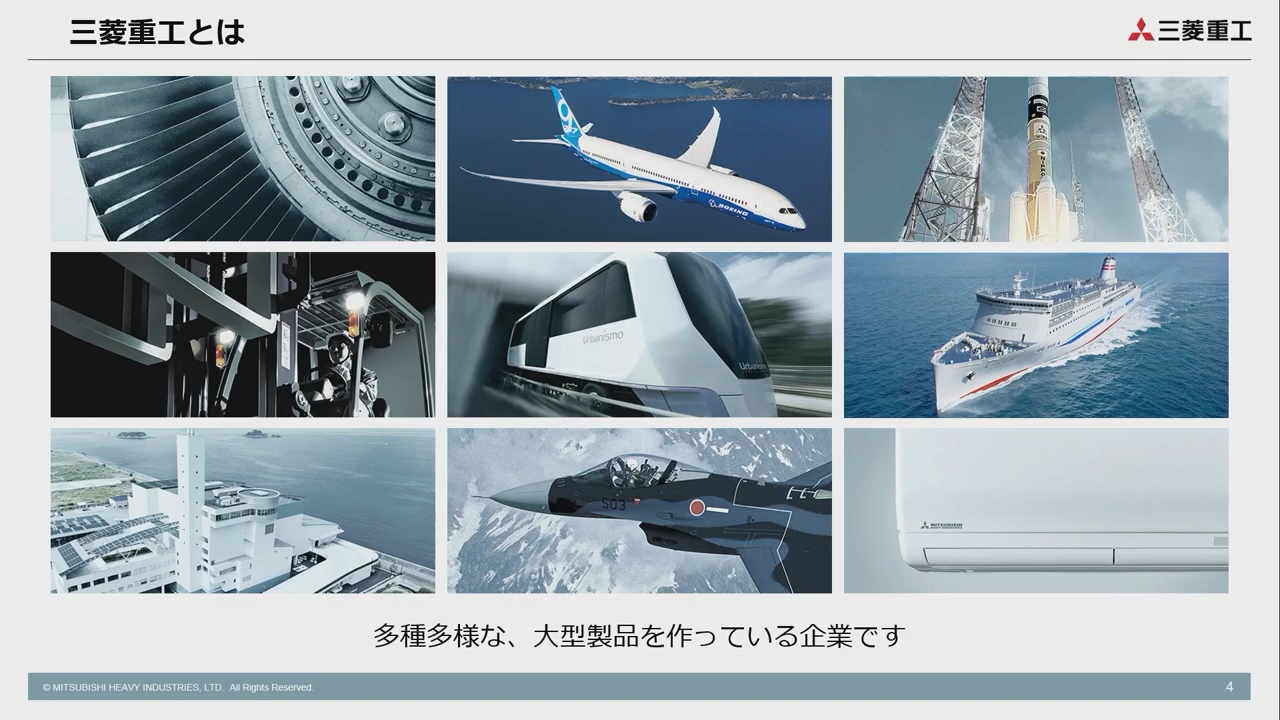 三菱重工とは
三菱重工
BOEING
Urbanismo
Urbanismo
503
MITSUBISHI
HEAVY INDUSTRIES
多種多様な、大型製品を作っている企業です
© MITSUBISHI HEAVY INDUSTRIES, LTD. All Rights Reserved.
4